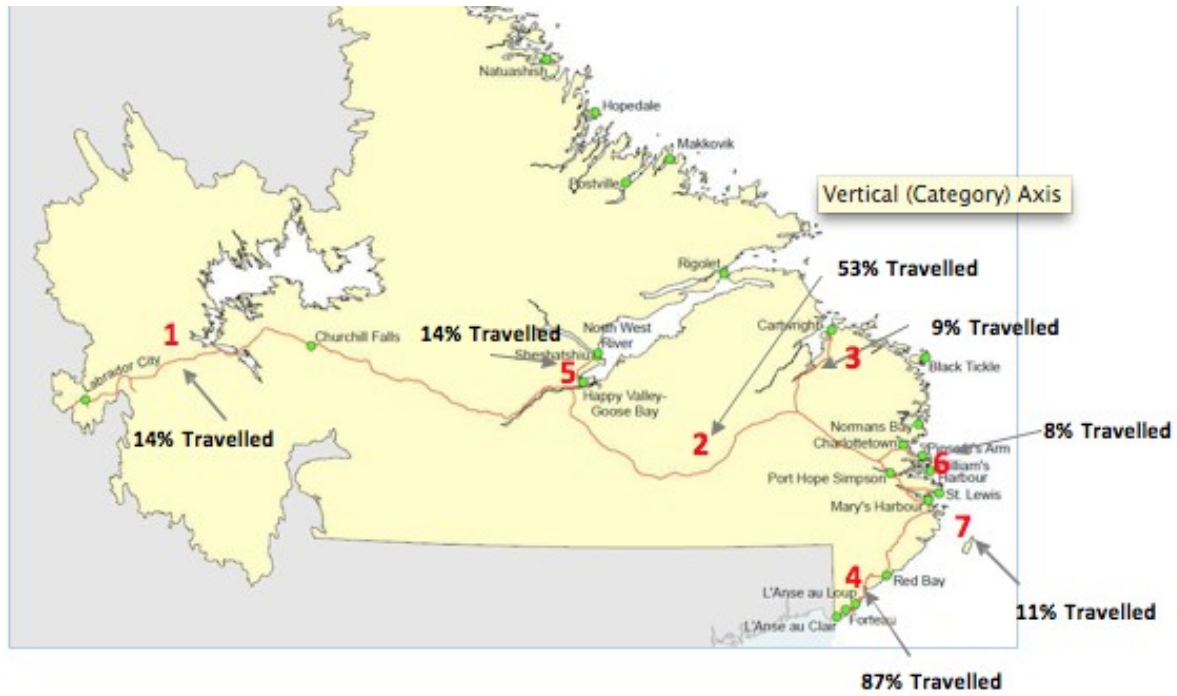 Natuashish
Hopedale
Makkovik
Postville
Vertical (Category) Axis
Rigolet
53% Travelled
Cartwright
9% Travelled
1
Churchill Falls
14% Travelled
North West
River
Sheshatshiu
3
Black Tickle
Labrador City
5
Happy Valley-
Goose Bay
14% Travelled
2
Normans Bay
8% Travelled
Charlottetown
Arm
6
Harbour
Port Hope Simpson
St. Lewis
Mary's Harbour
7
4
Red Bay
L'Anse au Loup
11% Travelled
Forteau
L'Anse au Clair
87% Travelled